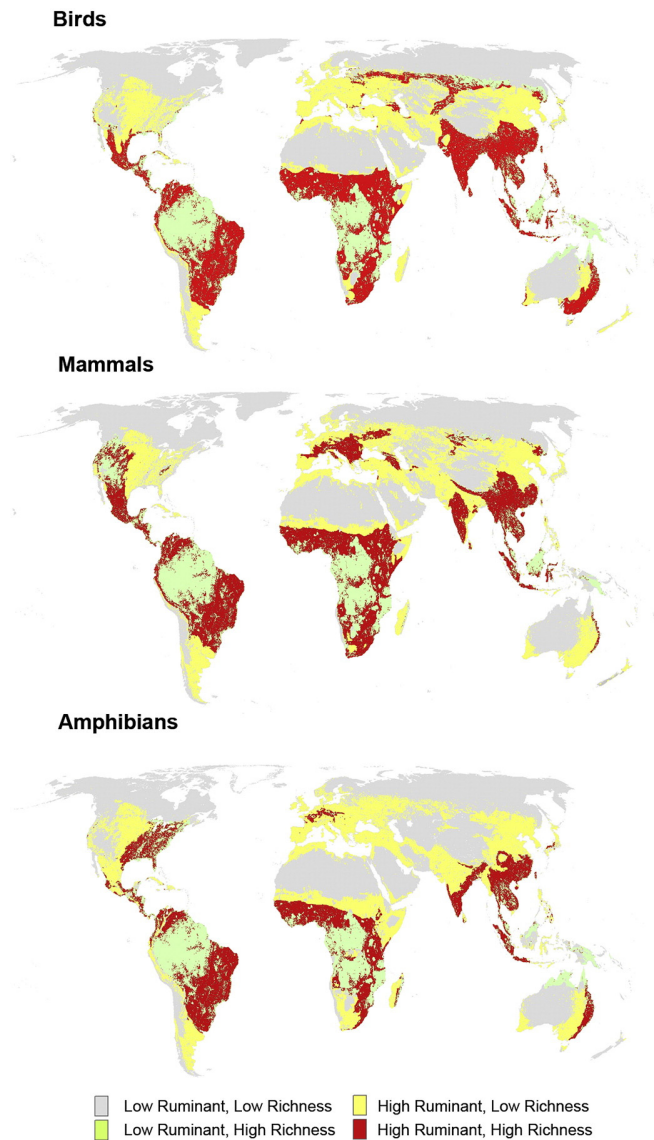 Birds
Mammals
Amphibians
Low Ruminant, Low Richness
High Ruminant, Low Richness
Low Ruminant, High Richness
High Ruminant, High Richness